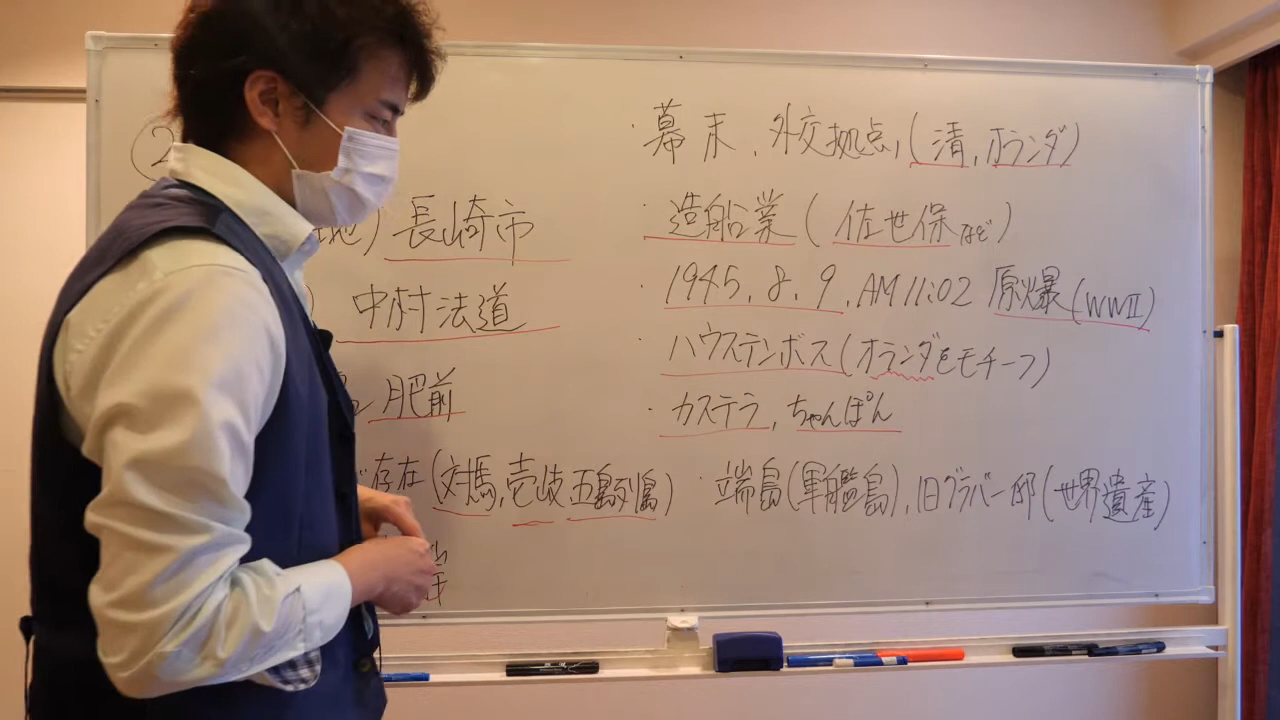 ②
地) 長崎市
) 中村法道
肥前
存在(対馬,壱岐 五島列島)
岸
・幕末、外交拠点,(清,オランダ)
・造船業(佐世保など)
1945.8.9.AM11:02 原爆(WWⅡ)
・ハウステンボス(オランダをモチーフ)
・カステラ,ちゃんぽん
・端島(軍艦島),旧グラバー邸(世界遺産)